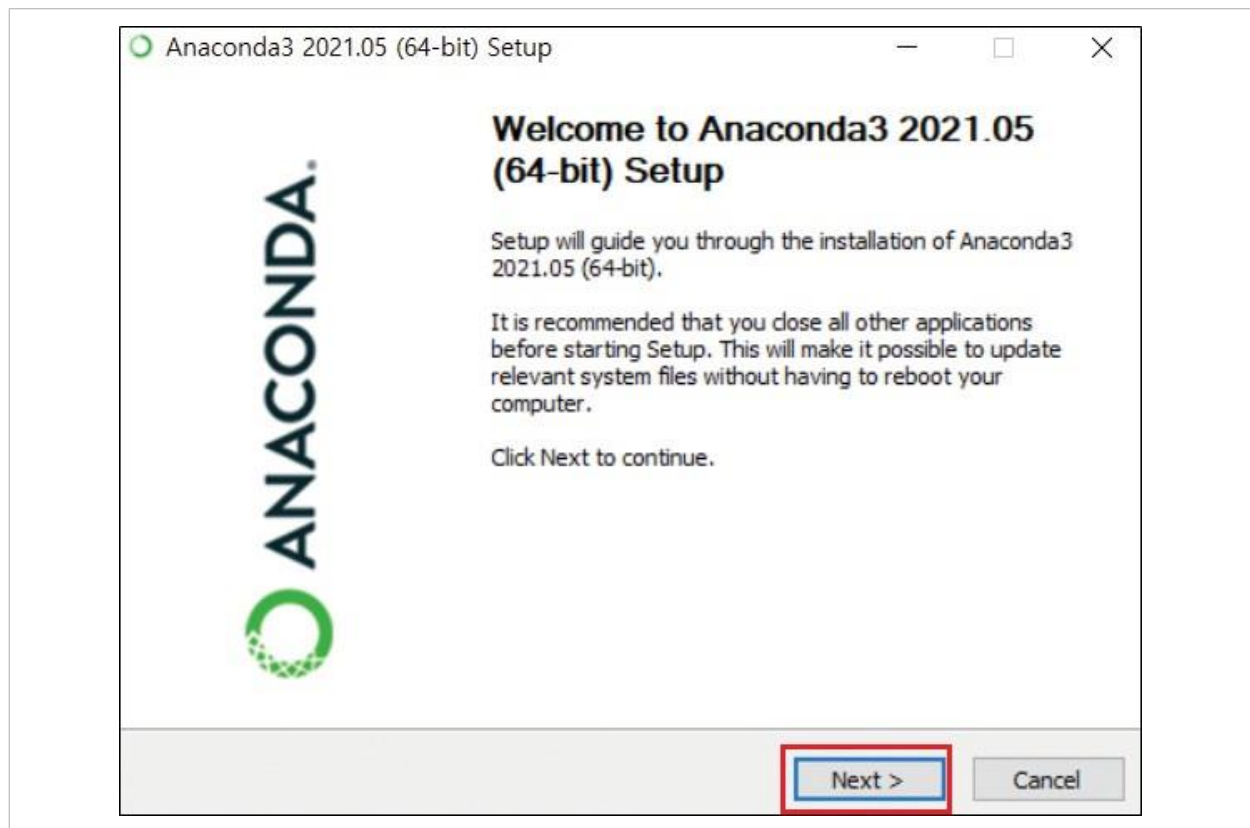 Anaconda3 2021.05 (64-bit) Setup
Welcome to Anaconda3 2021.05
(64-bit) Setup
ANACONDA.
Setup will guide you through the installation of Anaconda3
2021.05 (64-bit).
It is recommended that you close all other applications
before starting Setup. This will make it possible to update
relevant system files without having to reboot your
computer.
Click Next to continue.
Next >
Cancel